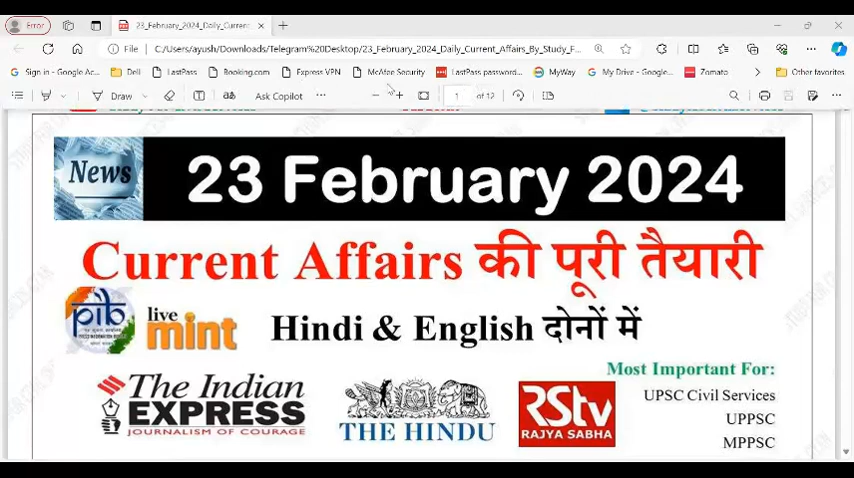 Error
23_February_2024_Daily_Current
File
C:/Users/ayush/Downloads/Telegram%20Desktop/23_February_2024_Daily_Current_Affairs_By_Study_F...
Sign in - Google Ac...
Dell
LastPass
Booking.com
Express VPN
McAfee Security
LastPass password...
MyWay
My Drive - Google...
Zomato
Other favorites
Draw
Ask Copilot
1 of 12
News
23 February 2024
Current Affairs की पूरी तैयारी
pib
live
mint
Hindi & English दोनों में
Most Important For:
UPSC Civil Services
UPPSC
MPPSC
The Indian
EXPRESS
JOURNALISM OF COURAGE
THE HINDU
RSTV
RAJYA SABHA